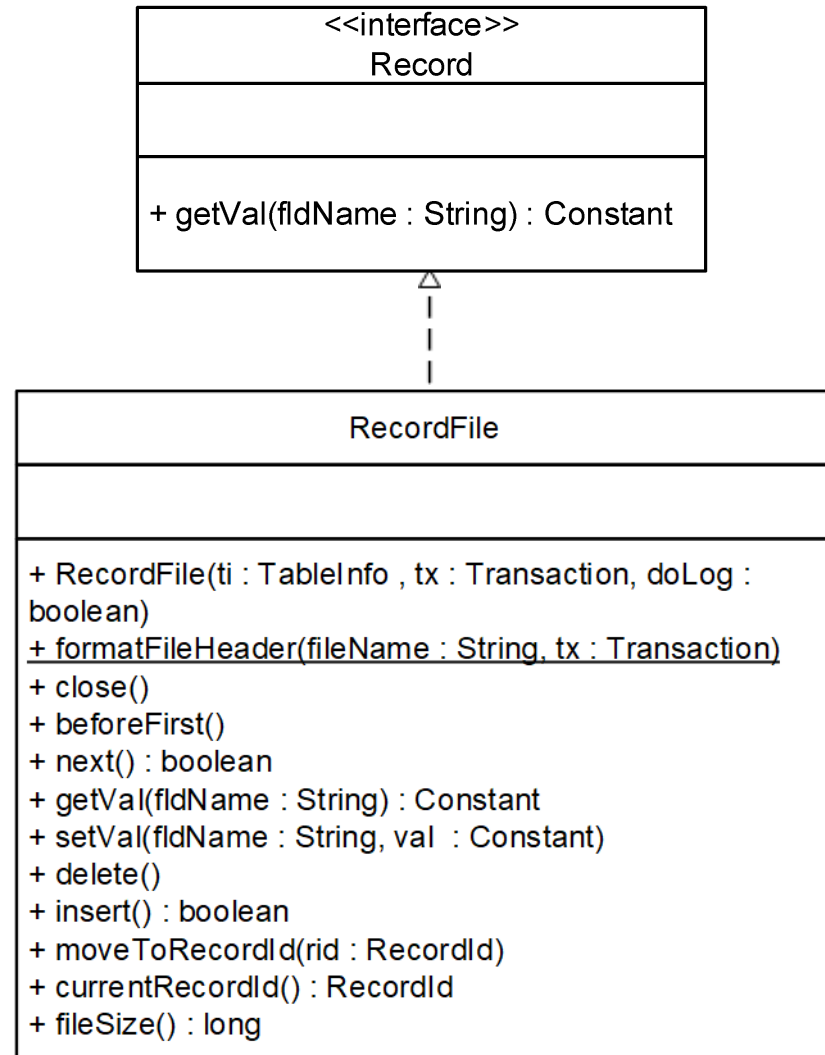 <<interface>>
Record
+ getVal(fldName : String) : Constant
RecordFile
+ RecordFile(ti : TableInfo , tx : Transaction, doLog :
boolean)
+ formatFileHeader(fileName : String, tx : Transaction)
+ close()
+ beforeFirst()
+ next() : boolean
+ getVal(fldName : String) : Constant
+ setVal(fldName : String, val  : Constant)
+ delete()
+ insert() : boolean
+ moveToRecordId(rid : RecordId)
+ currentRecordId() : RecordId
+ fileSize() : long